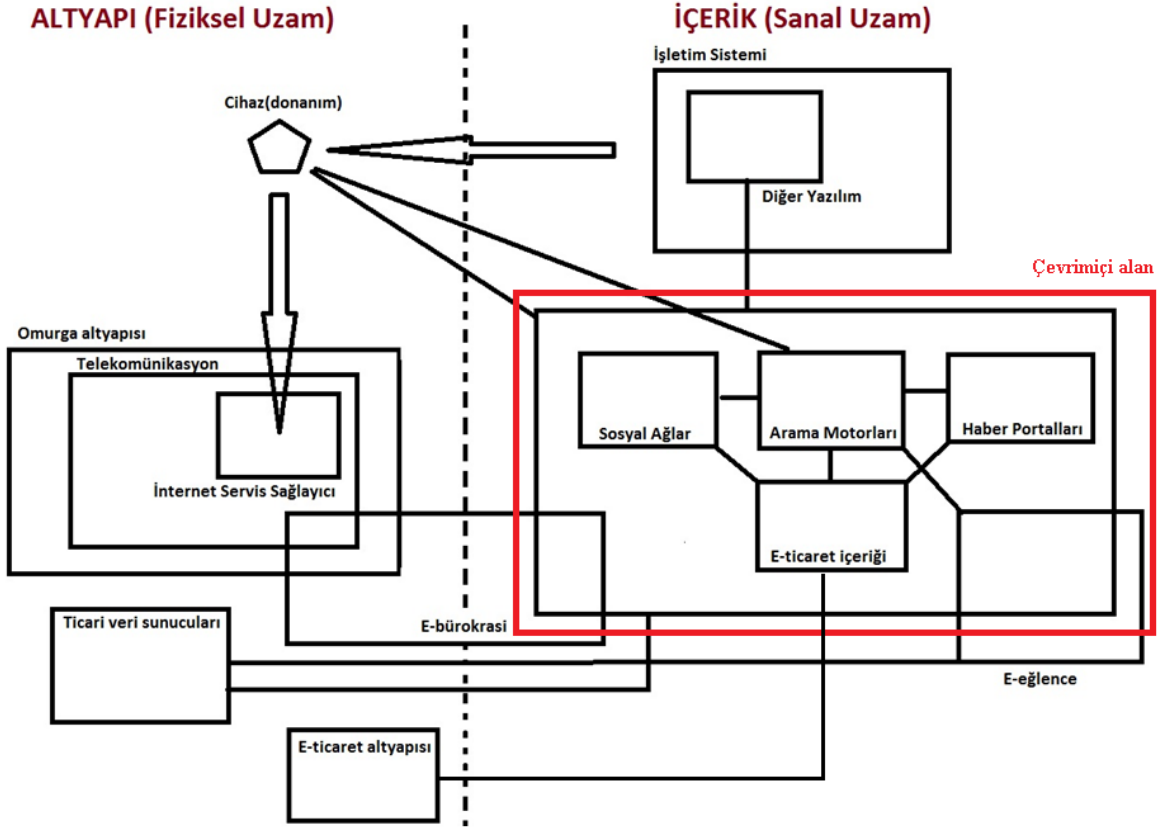 ALTYAPI (Fiziksel Uzam)
İÇERİK (Sanal Uzam)
İşletim Sistemi
Cihaz(donanım)
Diğer Yazılım
Çevrimiçi alan
Omurga altyapısı
Telekomünikasyon
Sosyal Ağlar
Arama Motorları
Haber Portalları
İnternet Servis Sağlayıcı
E-ticaret içeriği
Ticari veri sunucuları
E-bürokrasi
E-eğlence
E-ticaret altyapısı